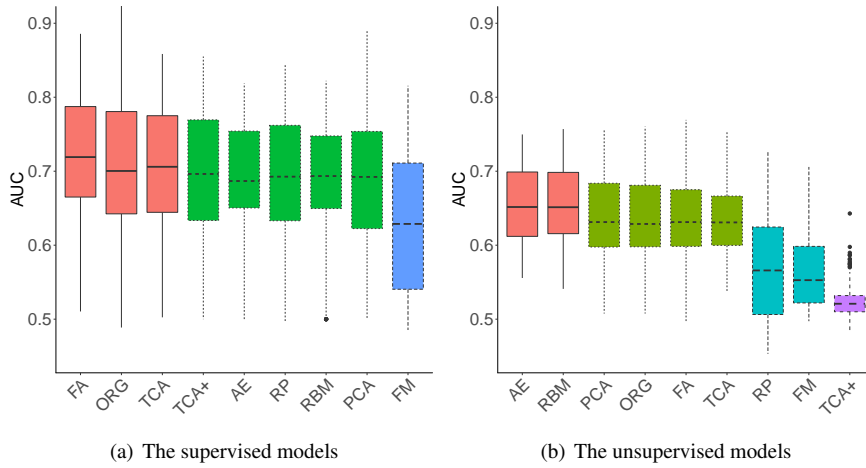 0.9
0.8
0.7
0.6
0.5
AUC
FA ORG TCA TCA+ AE RP RBM PCA FM
(a) The supervised models
0.9
0.8
0.7
0.6
0.5
AUC
AE RBM PCA ORG FA TCA RP FM TCA+
(b) The unsupervised models